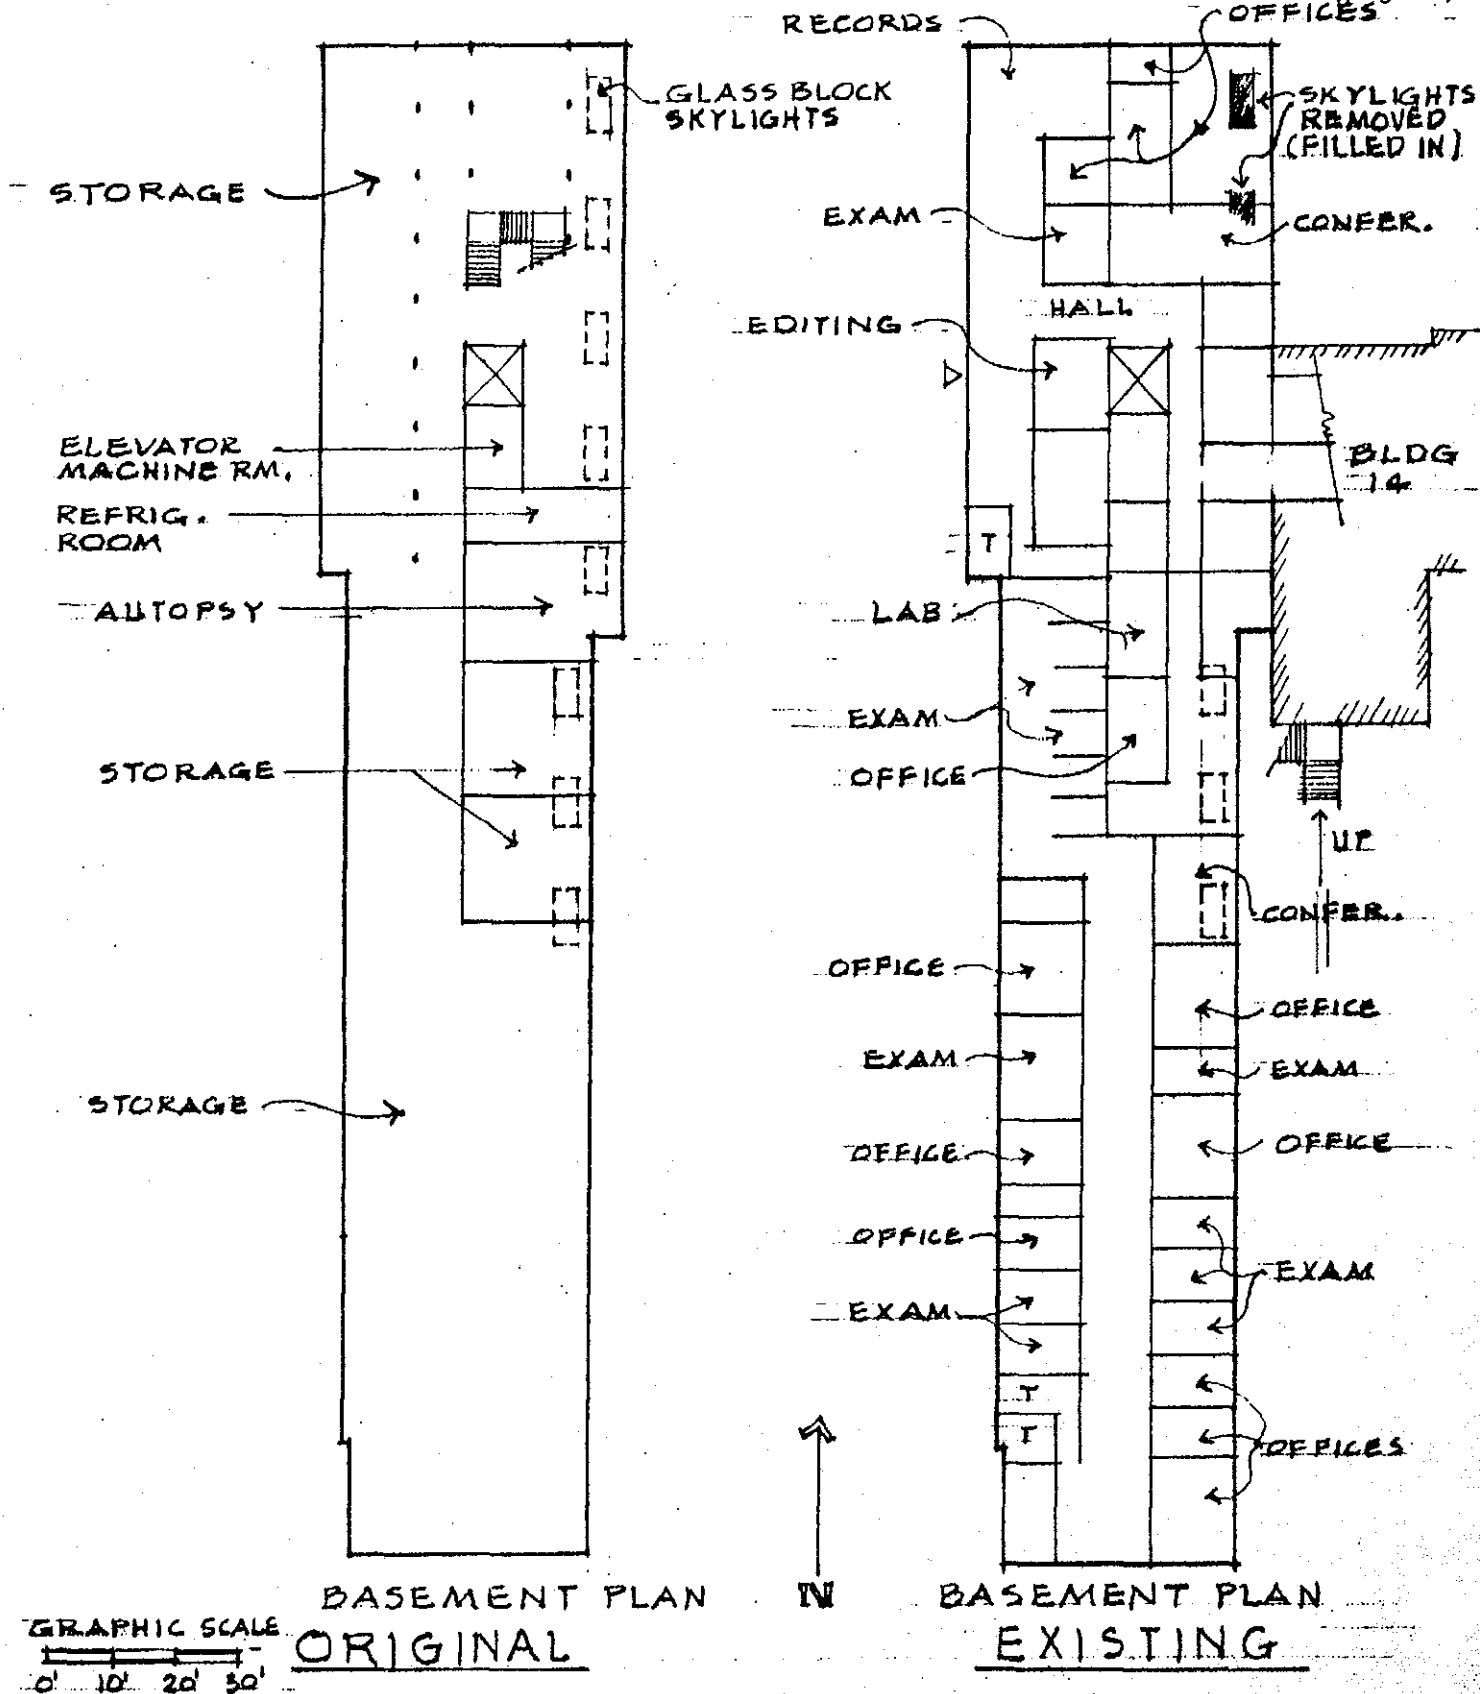 GLASS BLOCK
SKYLIGHTS
STORAGE
ELEVATOR
MACHINE RM.
REFRIG.
ROOM
AUTOPSY
STORAGE
STORAGE
BASEMENT PLAN
ORIGINAL
GRAPHIC SCALE
0' 10' 20' 30'
N
RECORDS
OFFICES
SKYLIGHTS
REMOVED
(FILLED IN)
EXAM
CONFER.
HALL
EDITING
BLDG
14
T
LAB
EXAM
OFFICE
UP
CONFER.
OFFICE
OFFICE
EXAM
EXAM
OFFICE
OFFICE
OFFICE
EXAM
EXAM
T
T
OFFICES
BASEMENT PLAN
EXISTING